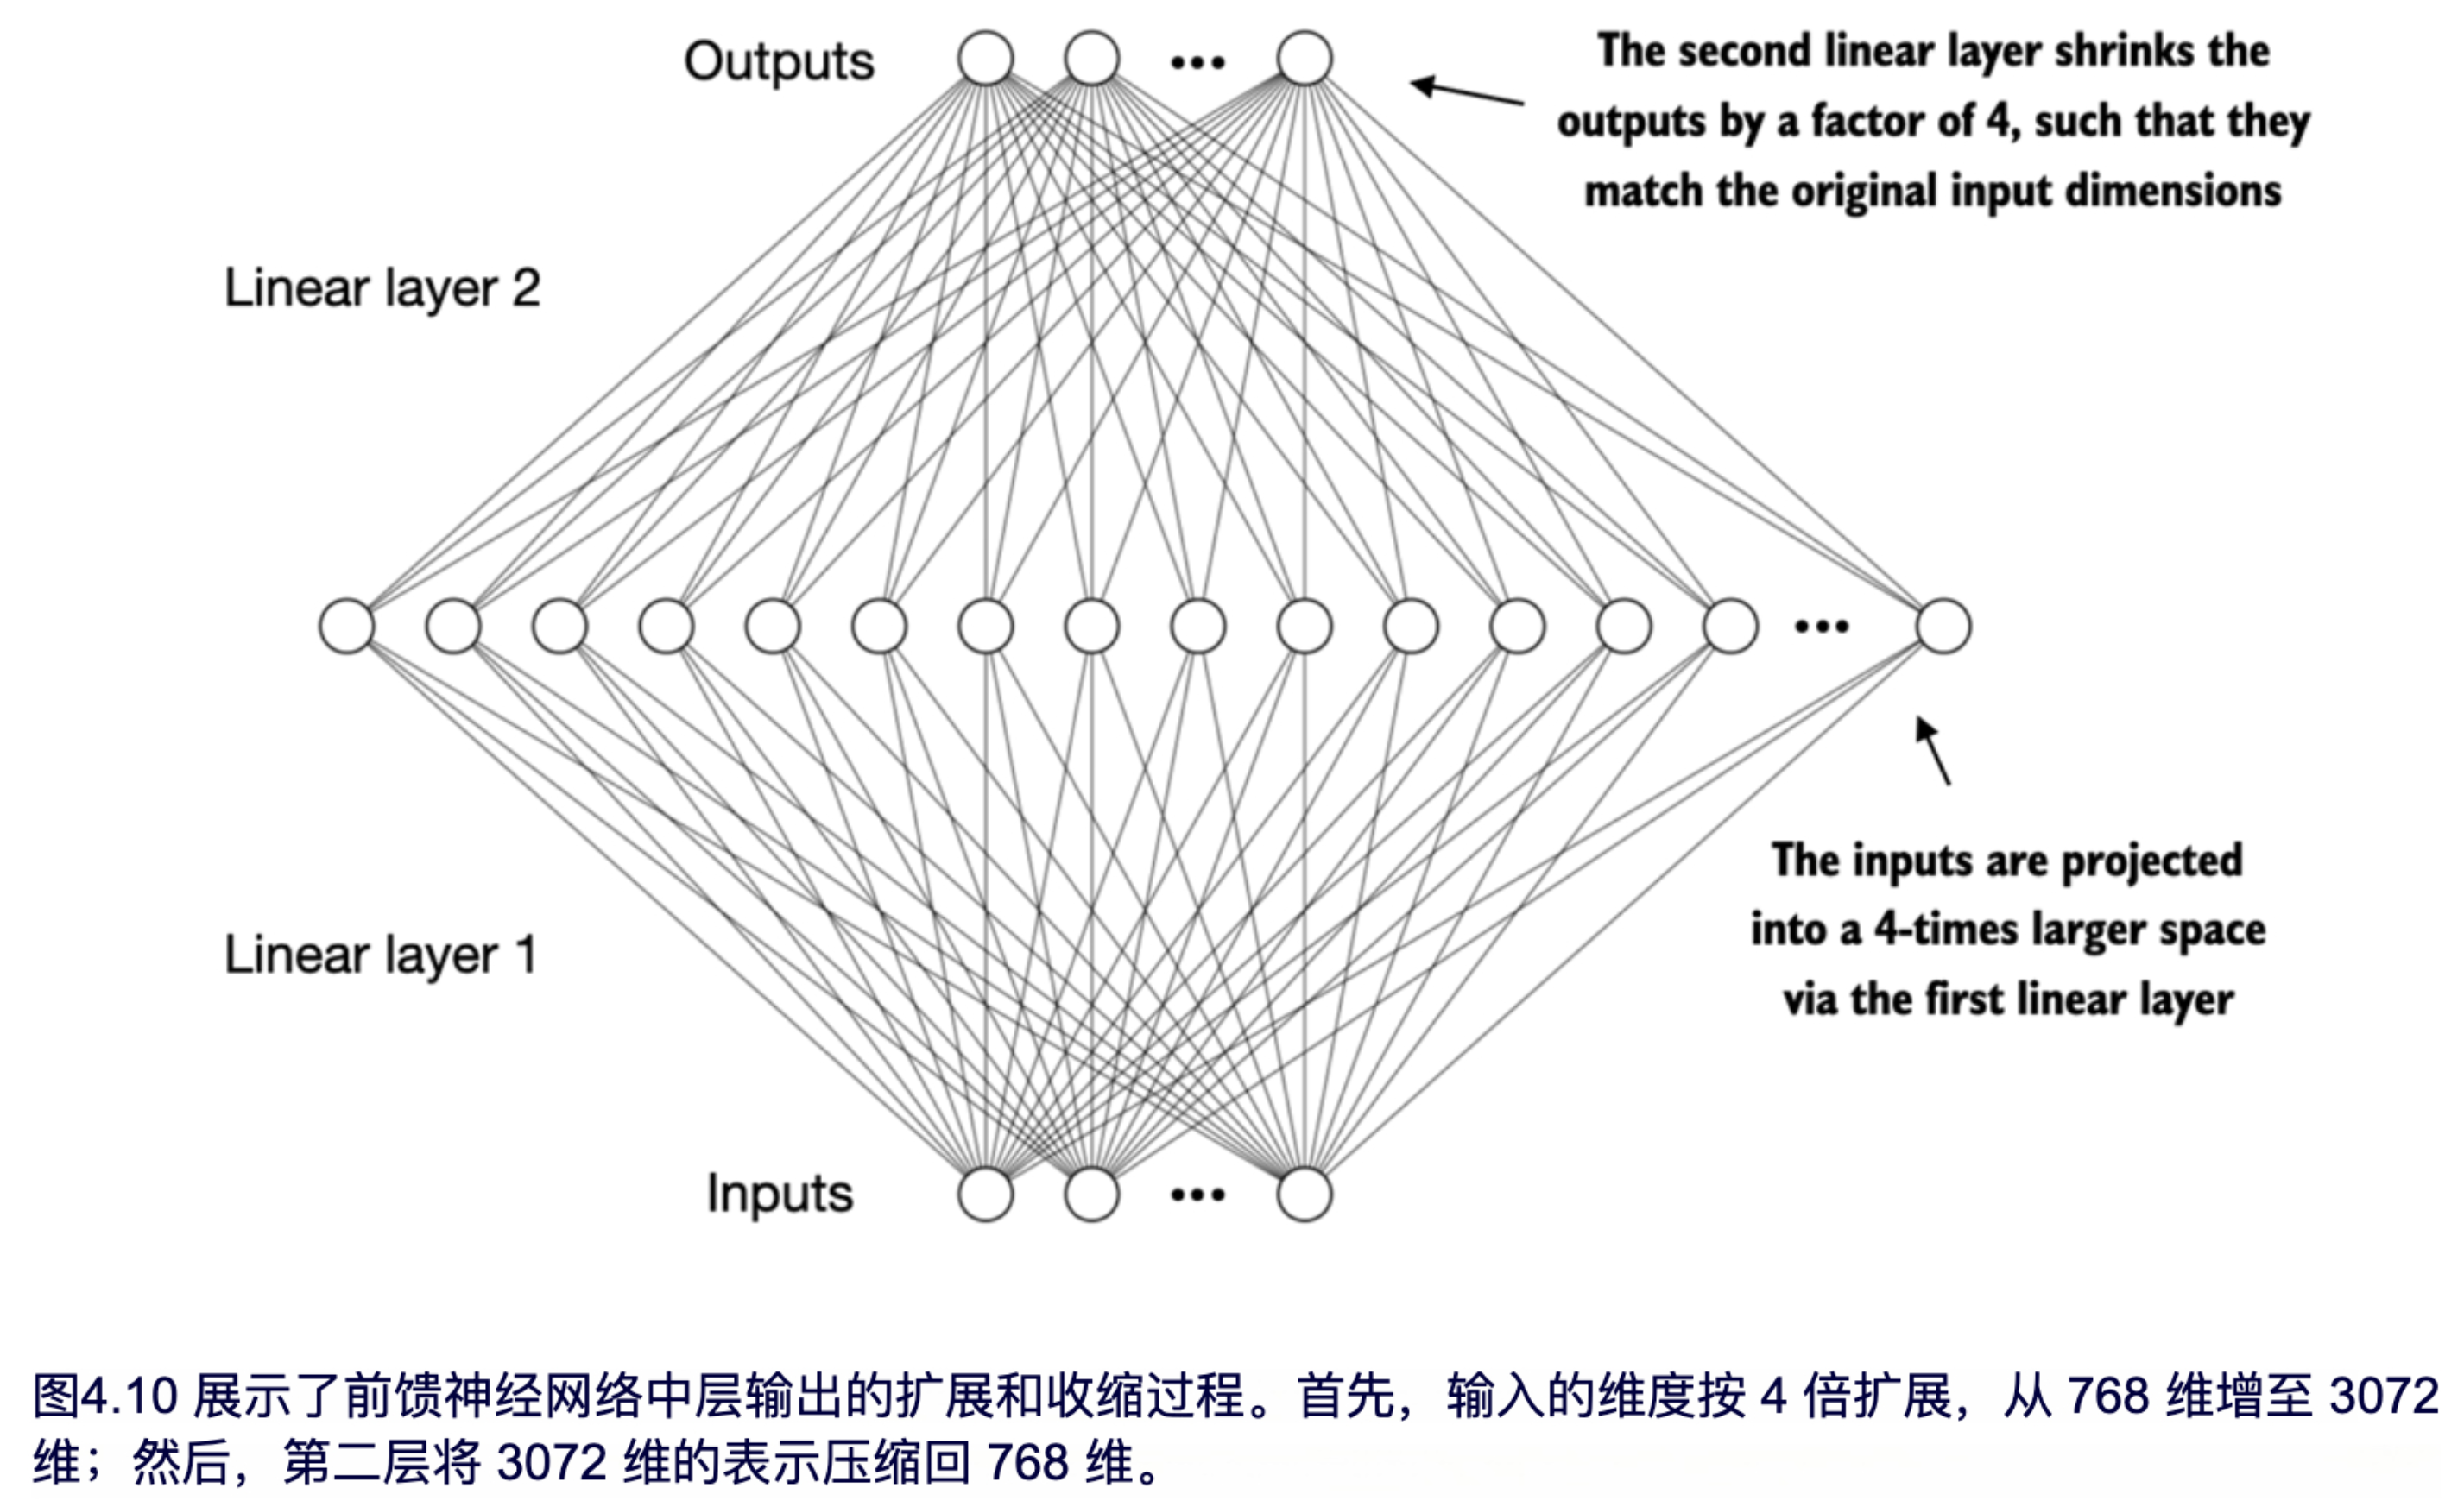 Outputs
The second linear layer shrinks the
outputs by a factor of 4, such that they
match the original input dimensions
Linear layer 2
The inputs are projected
into a 4-times larger space
via the first linear layer
Linear layer 1
Inputs
图4.10 展示了前馈神经网络中层输出的扩展和收缩过程。首先，输入的维度按 4 倍扩展，从 768 维增至 3072
维；然后，第二层将 3072 维的表示压缩回 768 维。